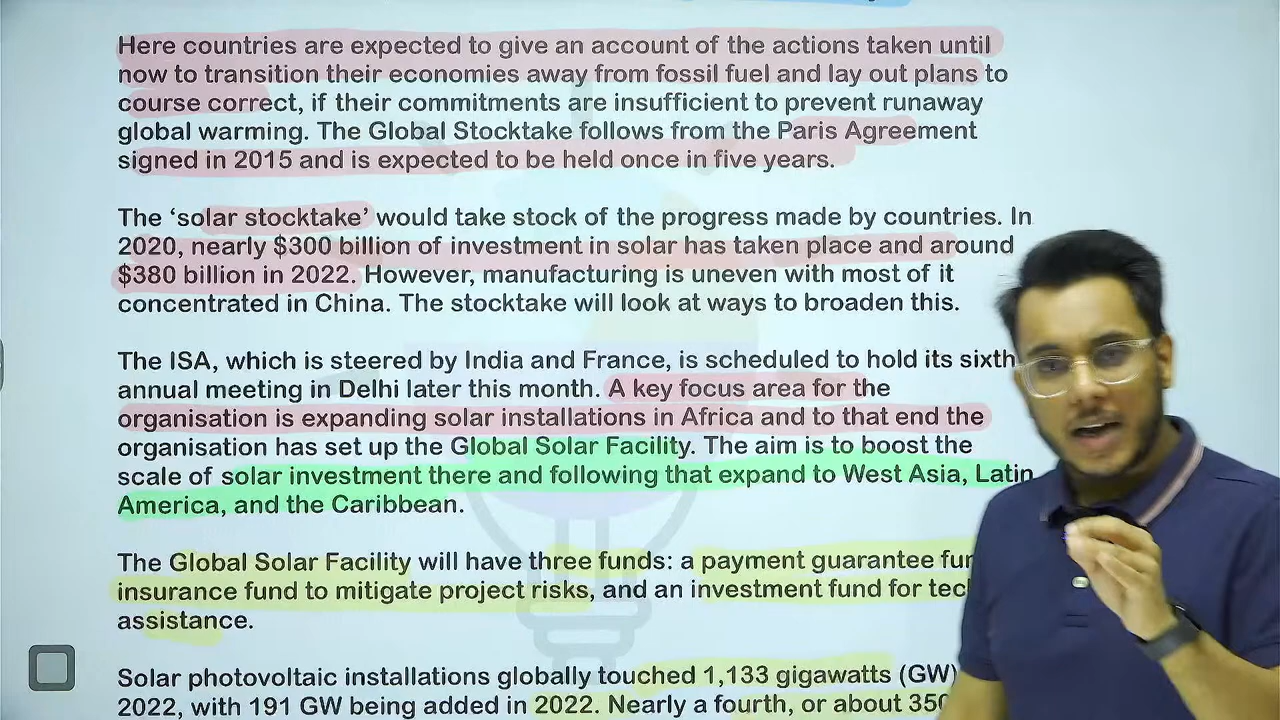 Here countries are expected to give an account of the actions taken until
now to transition their economies away from fossil fuel and lay out plans to
course correct, if their commitments are insufficient to prevent runaway
global warming. The Global Stocktake follows from the Paris Agreement
signed in 2015 and is expected to be held once in five years.
The ‘solar stocktake’ would take stock of the progress made by countries. In
2020, nearly $300 billion of investment in solar has taken place and around
$380 billion in 2022. However, manufacturing is uneven with most of it
concentrated in China. The stocktake will look at ways to broaden this.
The ISA, which is steered by India and France, is scheduled to hold its sixth
annual meeting in Delhi later this month. A key focus area for the
organisation is expanding solar installations in Africa and to that end the
organisation has set up the Global Solar Facility. The aim is to boost the
scale of solar investment there and following that expand to West Asia, Latin
America, and the Caribbean.
The Global Solar Facility will have three funds: a payment guarantee
insurance fund to mitigate project risks, and an investment fund for
assistance.
Solar photovoltaic installations globally touched 1,133 gigawatts (GW)
2022, with 191 GW being added in 2022. Nearly a fourth, or about 350